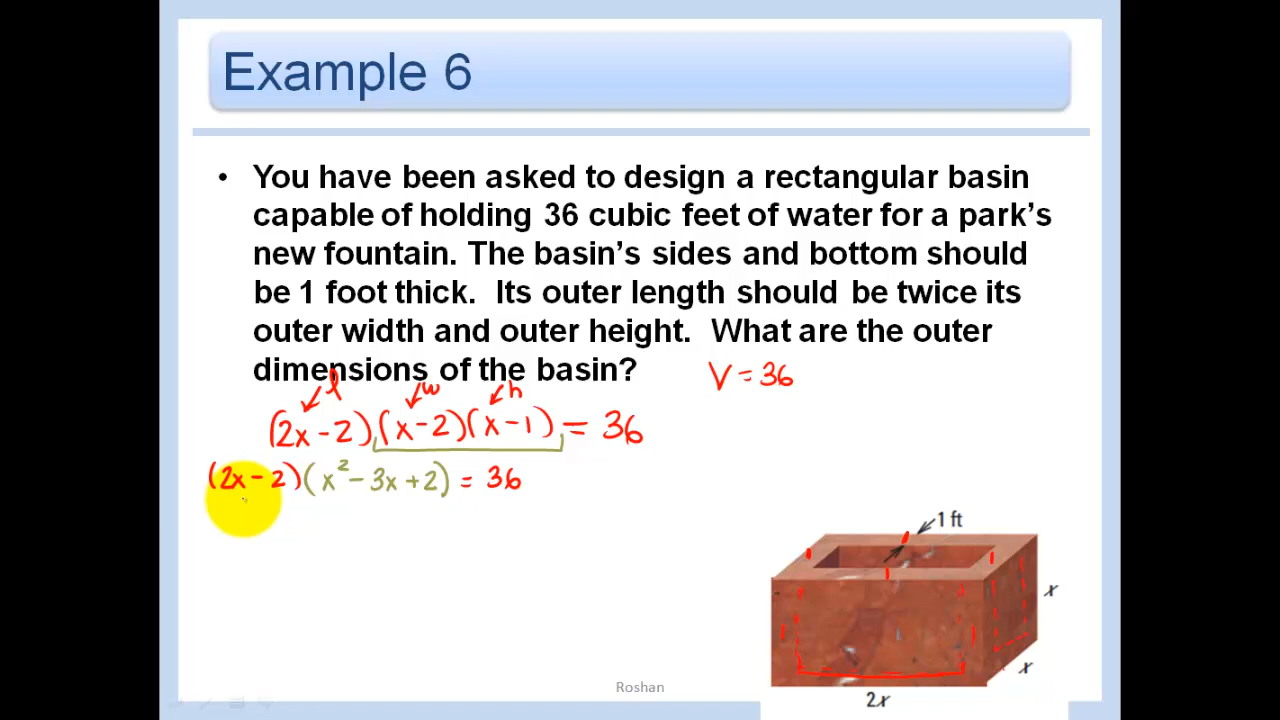 Example 6
• You have been asked to design a rectangular basin
capable of holding 36 cubic feet of water for a park's
new fountain. The basin's sides and bottom should
be 1 foot thick. Its outer length should be twice its
outer width and outer height. What are the outer
dimensions of the basin?
V = 36
l w h
(2x - 2)(x - 2)(x - 1) = 36
(2x - 2)(x² - 3x + 2) = 36
1 ft
x
x
2x
Roshan